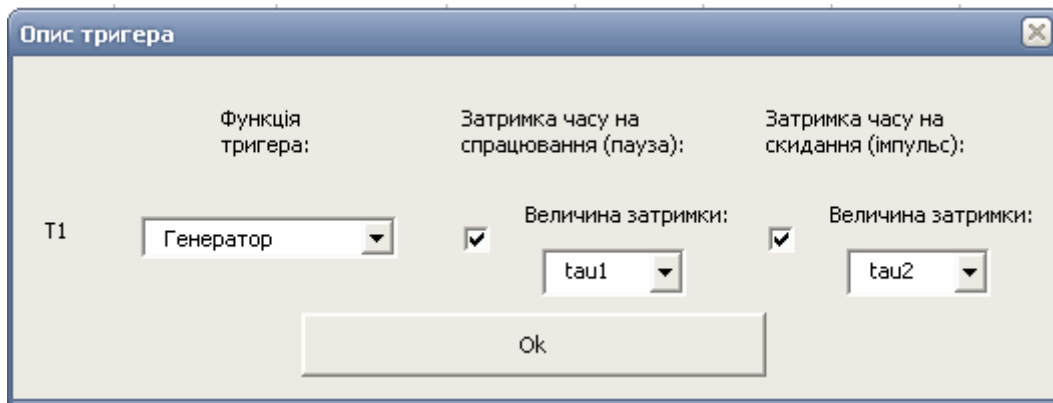 Опис тригера
Функція
тригера:
Затримка часу на
спрацювання (пауза):
Затримка часу на
скидання (імпульс):
T1
Генератор
Величина затримки:
tau1
Величина затримки:
tau2
Ok